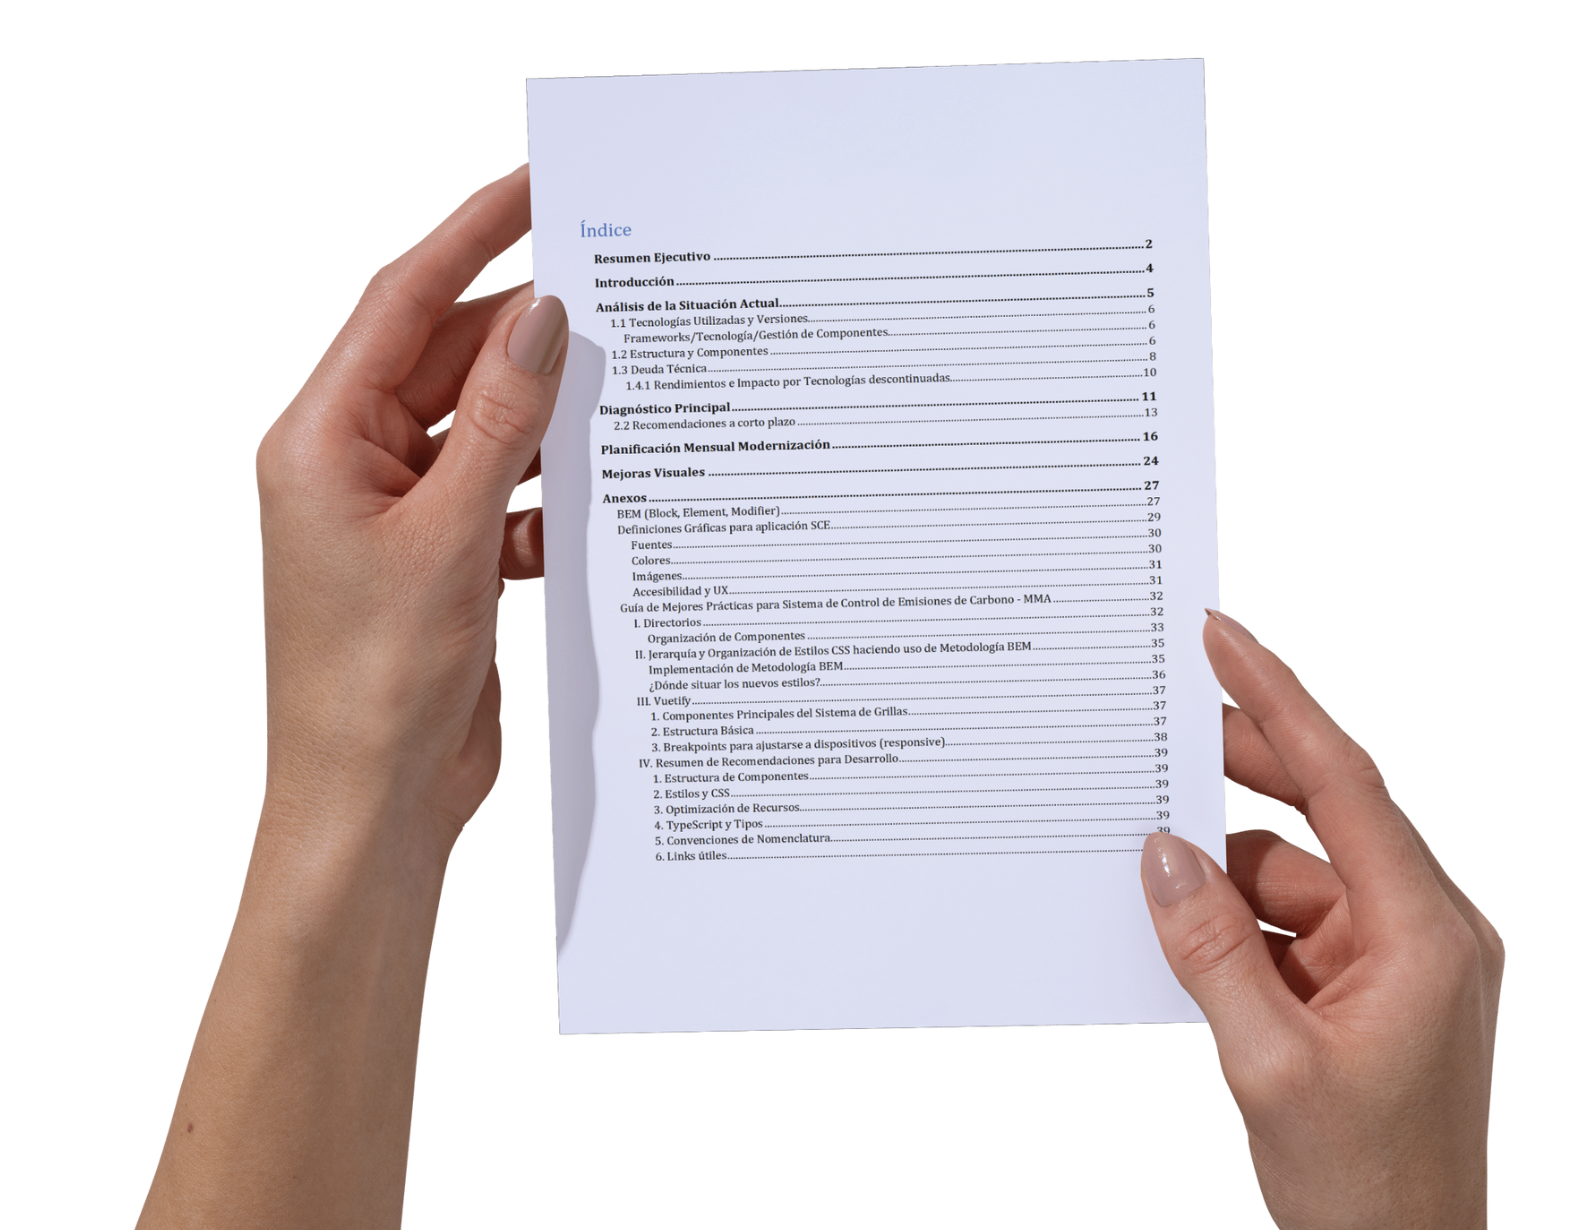 Índice
Resumen Ejecutivo ........ 2
Introducción ........ 4
Análisis de la Situación Actual ........ 5
1.1 Tecnologías Utilizadas y Versiones ........ 6
Frameworks/Tecnología/Gestión de Componentes ........ 6
1.2 Estructura y Componentes ........ 6
1.3 Deuda Técnica ........ 8
1.4.1 Rendimientos e Impacto por Tecnologías descontinuadas ........ 10
Diagnóstico Principal ........ 11
2.2 Recomendaciones a corto plazo ........ 13
Planificación Mensual Modernización ........ 16
Mejoras Visuales ........ 24
Anexos ........ 27
BEM (Block, Element, Modifier) ........ 27
Definiciones Gráficas para aplicación SCE ........ 29
Fuentes ........ 30
Colores ........ 30
Imágenes ........ 31
Accesibilidad y UX ........ 31
Guía de Mejores Prácticas para Sistema de Control de Emisiones de Carbono - MMA ........ 32
I. Directorios ........ 32
Organización de Componentes ........ 33
II. Jerarquía y Organización de Estilos CSS haciendo uso de Metodología BEM ........ 35
Implementación de Metodología BEM ........ 35
¿Dónde situar los nuevos estilos? ........ 36
III. Vuetify ........ 37
1. Componentes Principales del Sistema de Grillas ........ 37
2. Estructura Básica ........ 37
3. Breakpoints para ajustarse a dispositivos (responsive) ........ 38
IV. Resumen de Recomendaciones para Desarrollo ........ 39
1. Estructura de Componentes ........ 39
2. Estilos y CSS ........ 39
3. Optimización de Recursos ........ 39
4. TypeScript y Tipos ........ 39
5. Convenciones de Nomenclatura ........ 39
6. Links útiles ........